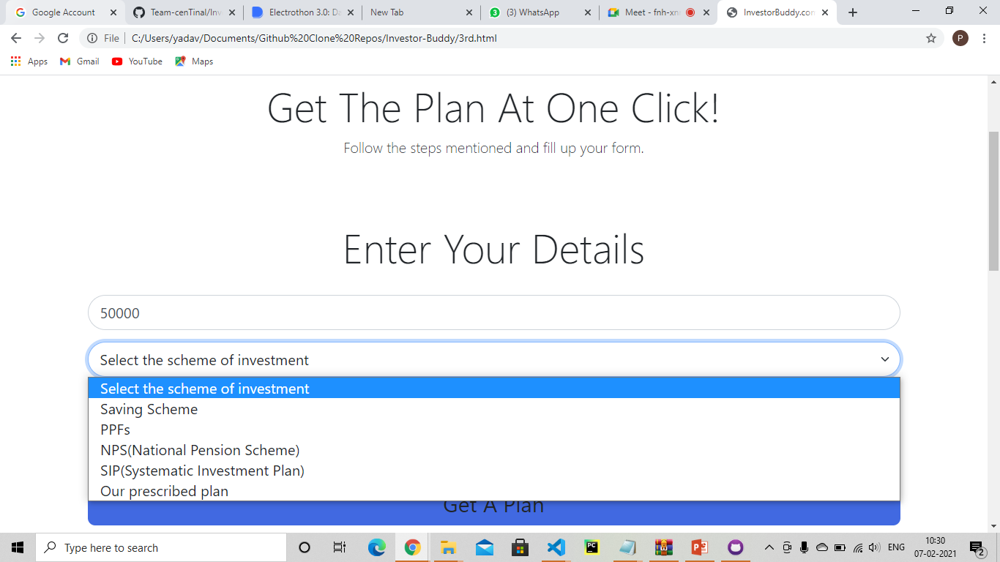 Google Account
Team-cenTinal/Inv
Electrothon 3.0: Da
New Tab
(3) WhatsApp
Meet - fnh-xn
InvestorBuddy.com
File
C:/Users/yadav/Documents/Github%20Clone%20Repos/Investor-Buddy/3rd.html
P
Apps
Gmail
YouTube
Maps
Get The Plan At One Click!
Follow the steps mentioned and fill up your form.
Enter Your Details
50000
Select the scheme of investment
Select the scheme of investment
Saving Scheme
PPFs
NPS(National Pension Scheme)
SIP(Systematic Investment Plan)
Our prescribed plan
Get A Plan
Type here to search
ENG
10:30
07-02-2021
2